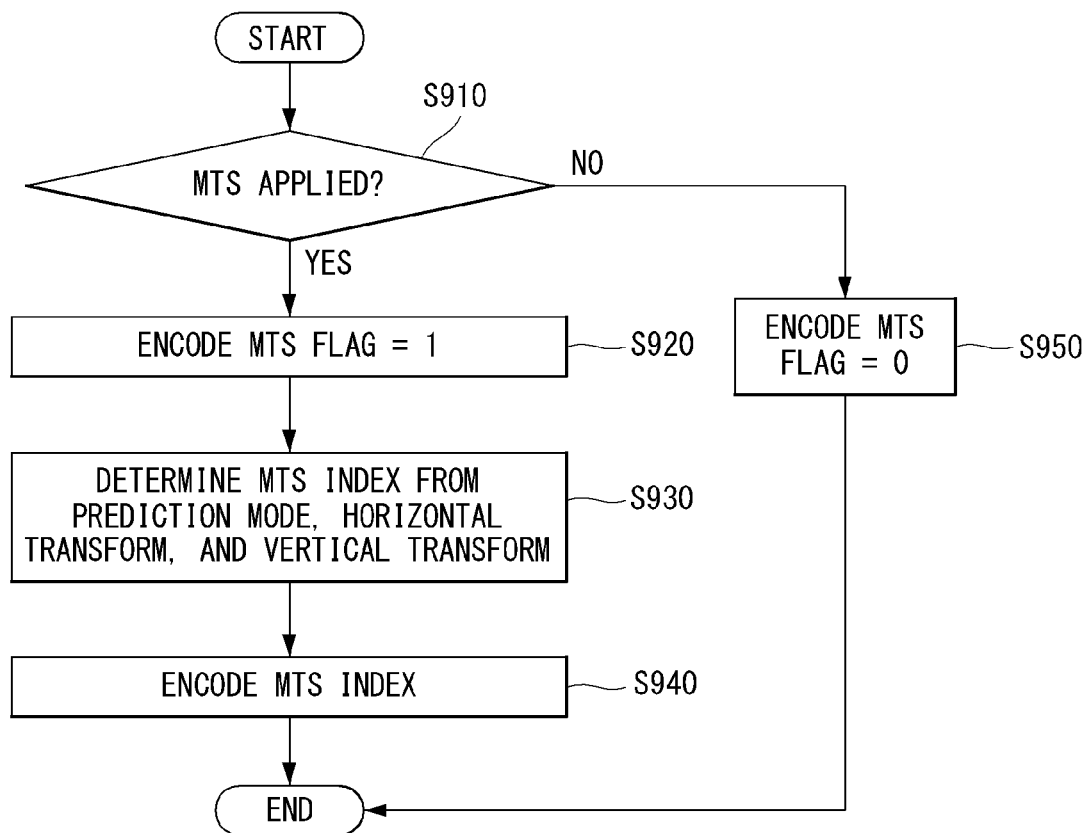 START
S910
MTS APPLIED?
NO
YES
ENCODE MTS FLAG = 1
S920
ENCODE MTS
FLAG = 0
S950
DETERMINE MTS INDEX FROM
PREDICTION MODE, HORIZONTAL
TRANSFORM, AND VERTICAL TRANSFORM
S930
ENCODE MTS INDEX
S940
END